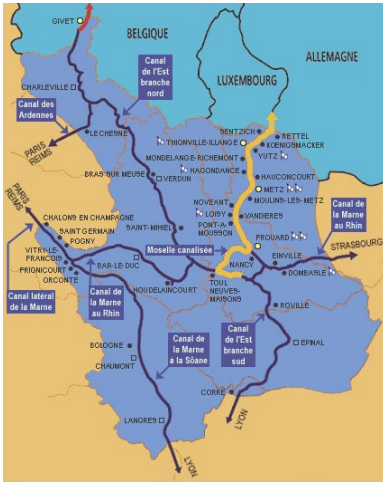 GIVET
BELGIQUE
ALLEMAGNE
LUXEMBOURG
CHARLEVILLE
Canal
de l'Est
branche
nord
Canal des
Ardennes
PARIS
REIMS
LE CHESNE
SENTZICH
RETTEL
THIONVILLE-ILLANGE
KOENIGSMACKER
MONDELANGE-RICHEMONT
YUTZ
HAGONDANGE
HAUCONCOURT
BRAS SUR MEUSE
VERDUN
METZ
MOULINS-LES-METZ
NOVEANT
LOISY
VANDIERES
PONT-A
MOUSSON
Canal de
la Marne
au Rhin
PARIS
REIMS
CHALONS EN CHAMPAGNE
SAINT GERMAIN
POGNY
SAINT-MIHIEL
Moselle canalisée
FROUARD
STRASBOURG
VITRY-LE-
FRANCOIS
FRIGNICOURT
ORCONTE
BAR-LE-DUC
NANCY
EINVILLE
DOMBASLE
Canal latéral
de la Marne
Canal de
la Marne
au Rhin
HOUDELAINCOURT
TOUL
NEUVES-
MAISONS
ROVILLE
BOLOGNE
CHAUMONT
Canal de
la Marne
à la Sôane
Canal de
l'Est
branche
sud
EPINAL
CORRE
LANGRES
LYON
LYON